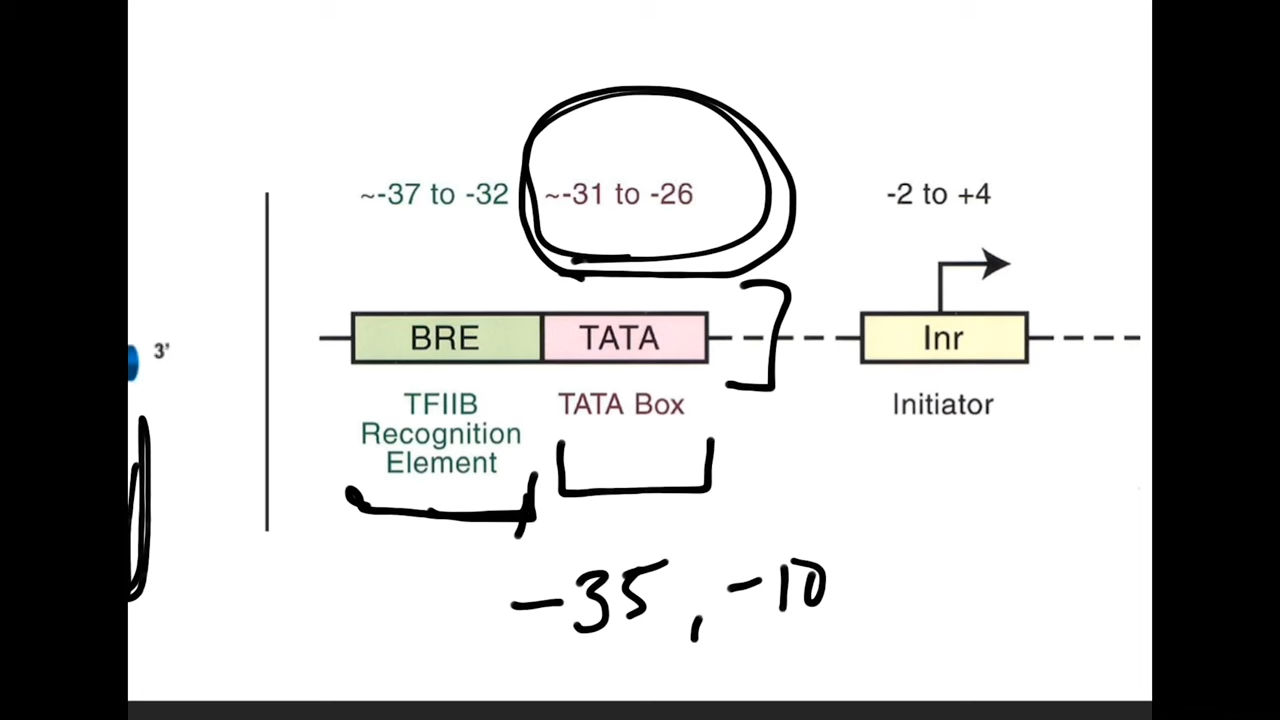 ~-37 to -32 ~-31 to -26 -2 to +4
3'
BRE TATA Inr
TFIIB TATA Box Initiator
Recognition
Element
-35, -10